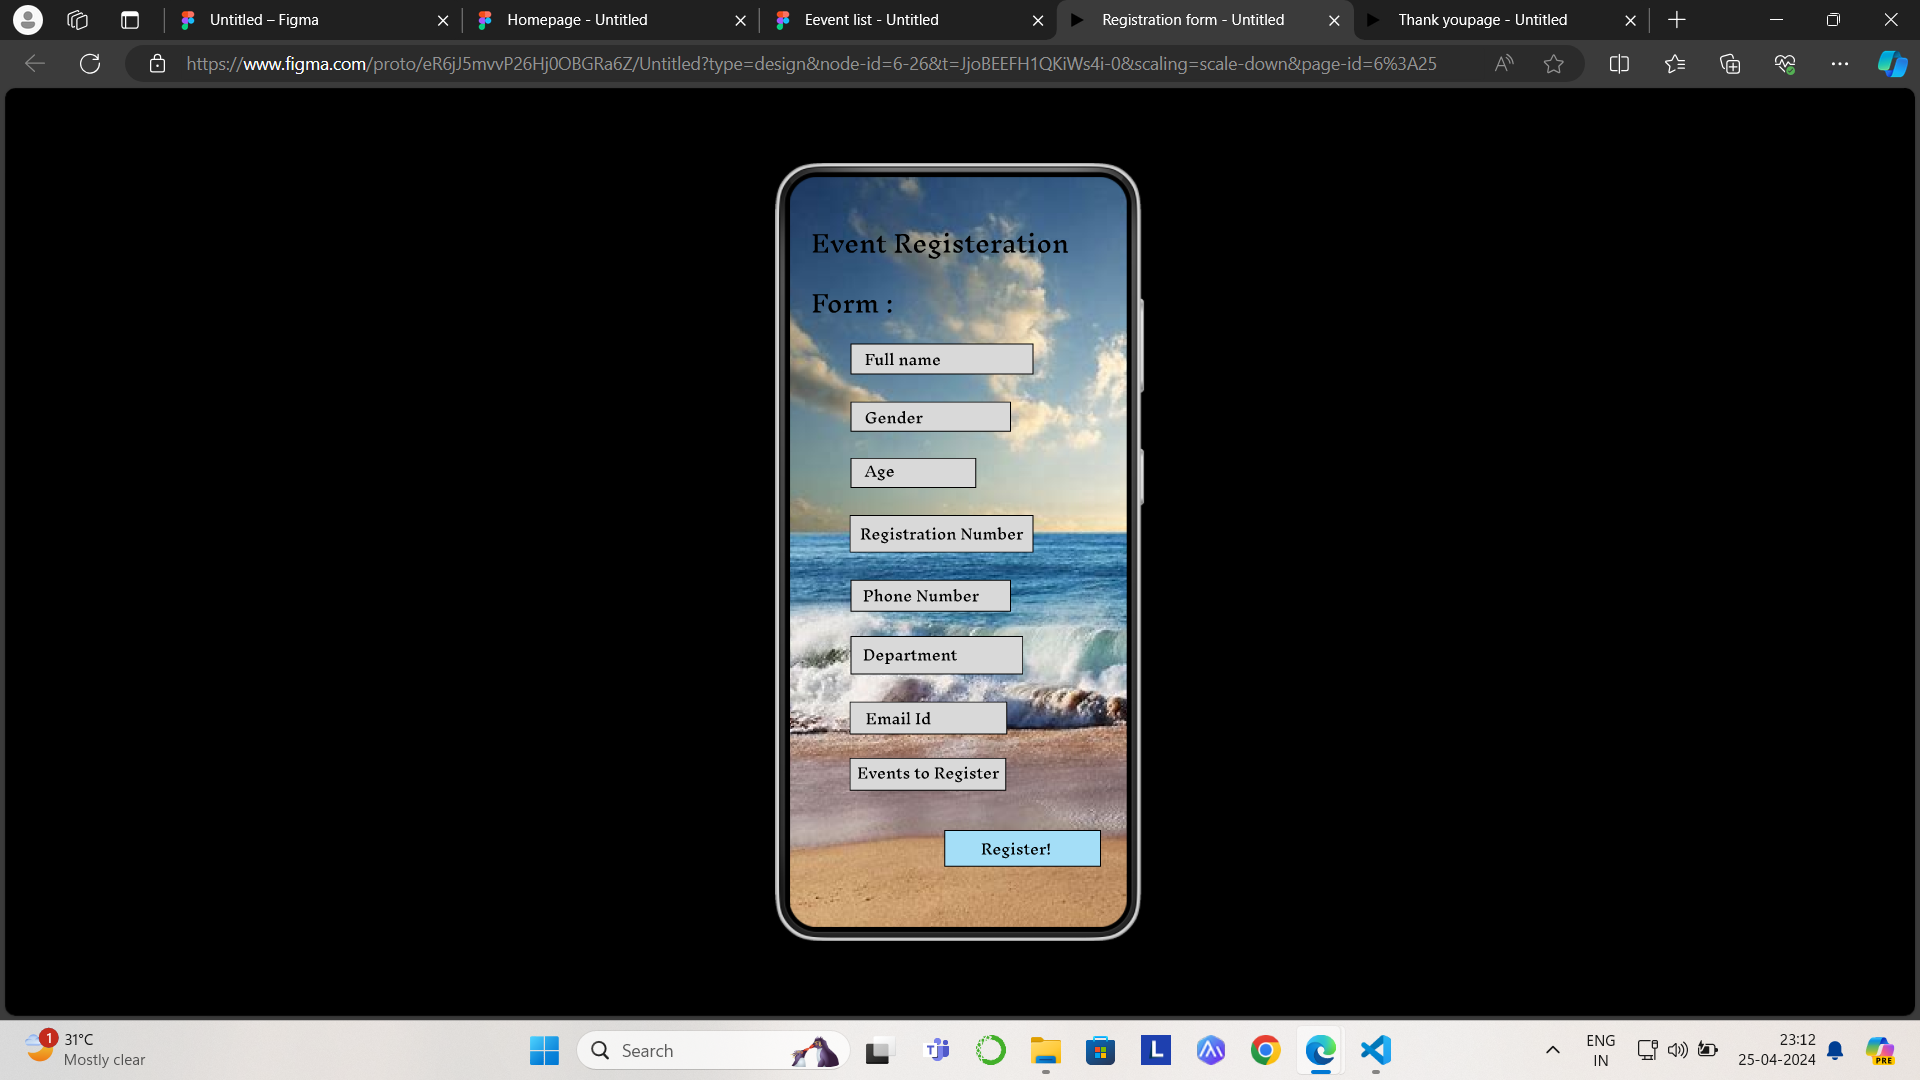 Untitled – Figma
Homepage - Untitled
Eevent list - Untitled
Registration form - Untitled
Thank youpage - Untitled
https://www.figma.com/proto/eR6jJ5mvvP26Hj0OBGRa6Z/Untitled?type=design&node-id=6-26&t=JjoBEEFH1QKiWs4i-0&scaling=scale-down&page-id=6%3A25
Event Registeration
Form :
Full name
Gender
Age
Registration Number
Phone Number
Department
Email Id
Events to Register
Register!
1
31°C
Mostly clear
Search
L
ENG
IN
23:12
25-04-2024
PRE